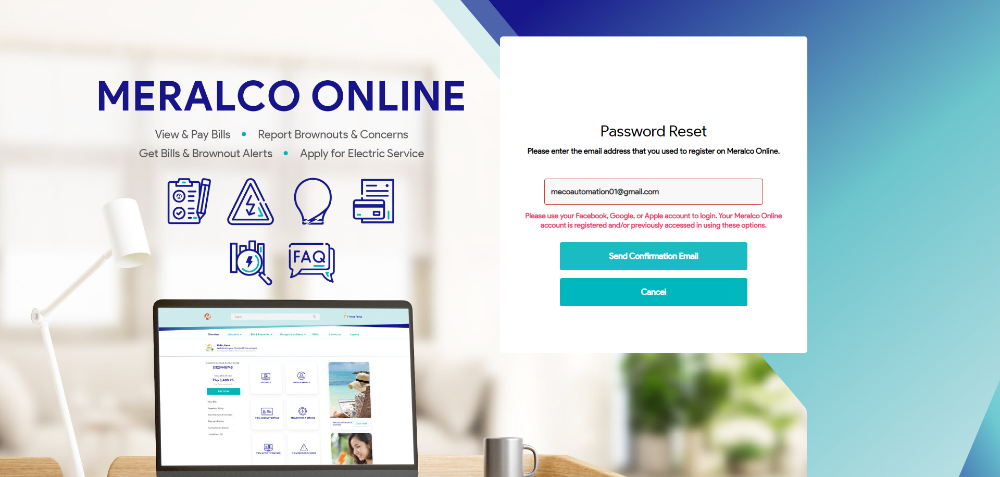 MERALCO ONLINE
View & Pay Bills • Report Brownouts & Concerns
Get Bills & Brownout Alerts • Apply for Electric Service
FAQ
Search
Anna Perez
Overview Accounts Bills & Payments Outages & Incidents FAQs Contact us Log out
Hello, Anna
Welcome to your Meralco Online account
Customer Account Number (CAN)
0323448743
Total Amount Due
Php 5,480.75
PAY NOW
View Bills
Paperless Billing
Auto Payment Enrollment
Payment History
Consumption Report
Installment Bill
PAY BILLS
UPDATE PROFILE
VIEW ACCOUNT DETAILS
REQUEST FOR A SERVICE
VIEW ACTIVITY TRACKER
VIEW/REPORT OUTAGES
View your bills anytime,
anywhere.
CLICK HERE
Password Reset
Please enter the email address that you used to register on Meralco Online.
mecoautomation01@gmail.com
Please use your Facebook, Google, or Apple account to login. Your Meralco Online
account is registered and/or previously accessed in using these options.
Send Confirmation Email
Cancel